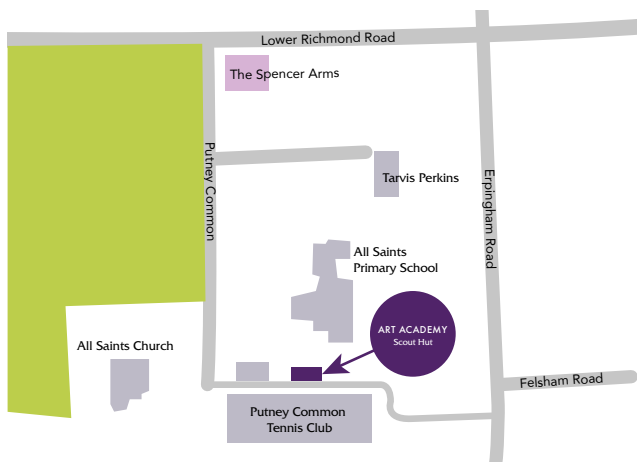 Lower Richmond Road
The Spencer Arms
Putney Common
Tarvis Perkins
Erpingham Road
All Saints
Primary School
ART ACADEMY
Scout Hut
All Saints Church
Felsham Road
Putney Common
Tennis Club